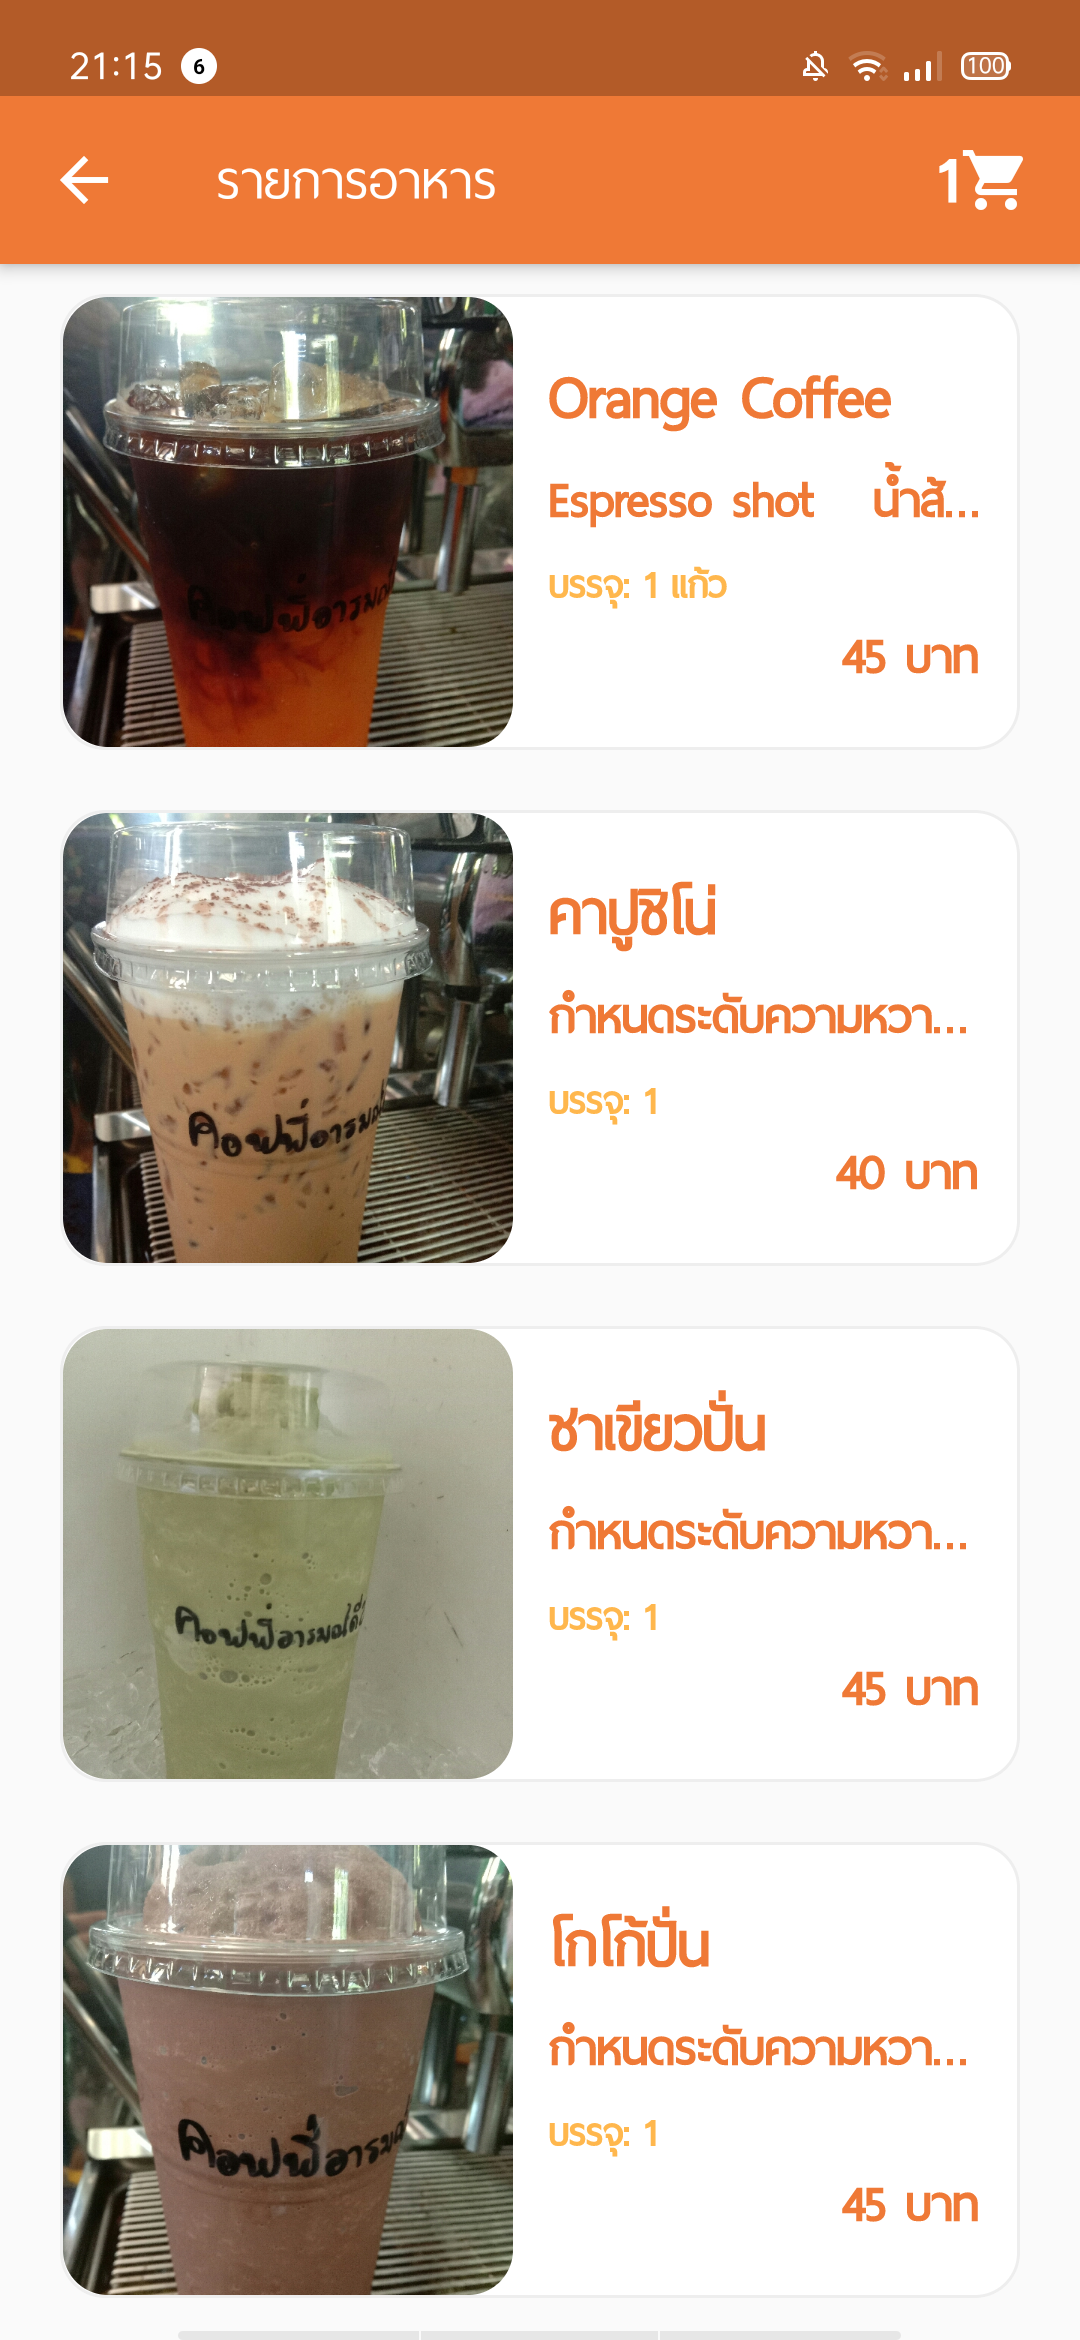 21:15 6 100
รายการอาหาร 1
Orange Coffee
Espresso shot น้ำส้...
บรรจุ: 1 แก้ว
45 บาท
คอฟฟี่อารมณ์
คาปูชิโน่
กำหนดระดับความหวา...
บรรจุ: 1
40 บาท
คอฟฟี่อารมณ์
ชาเขียวปั่น
กำหนดระดับความหวา...
บรรจุ: 1
45 บาท
คอฟฟี่อารมณ์ดี
โกโก้ปั่น
กำหนดระดับความหวา...
บรรจุ: 1
45 บาท
คอฟฟี่อารมณ์